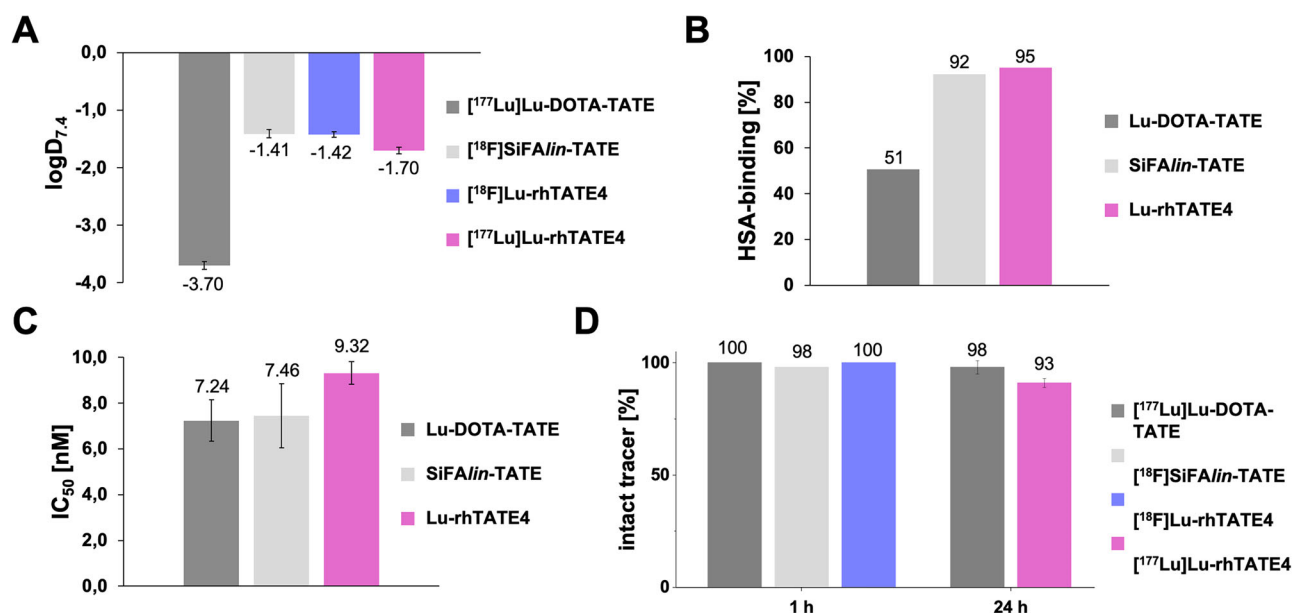 A
0,0
-1,0
-2,0
-3,0
-4,0
logD7.4
-3.70
-1.41
-1.42
-1.70
[177Lu]Lu-DOTA-TATE
[18F]SiFAlin-TATE
[18F]Lu-rhTATE4
[177Lu]Lu-rhTATE4
B
100
80
60
40
20
0
HSA-binding [%]
51
92
95
Lu-DOTA-TATE
SiFAlin-TATE
Lu-rhTATE4
C
10,0
8,0
6,0
4,0
2,0
0,0
IC50 [nM]
7.24
7.46
9.32
Lu-DOTA-TATE
SiFAlin-TATE
Lu-rhTATE4
D
100
50
0
intact tracer [%]
100
98
100
98
93
1 h
24 h
[177Lu]Lu-DOTA-
TATE
[18F]SiFAlin-TATE
[18F]Lu-rhTATE4
[177Lu]Lu-rhTATE4